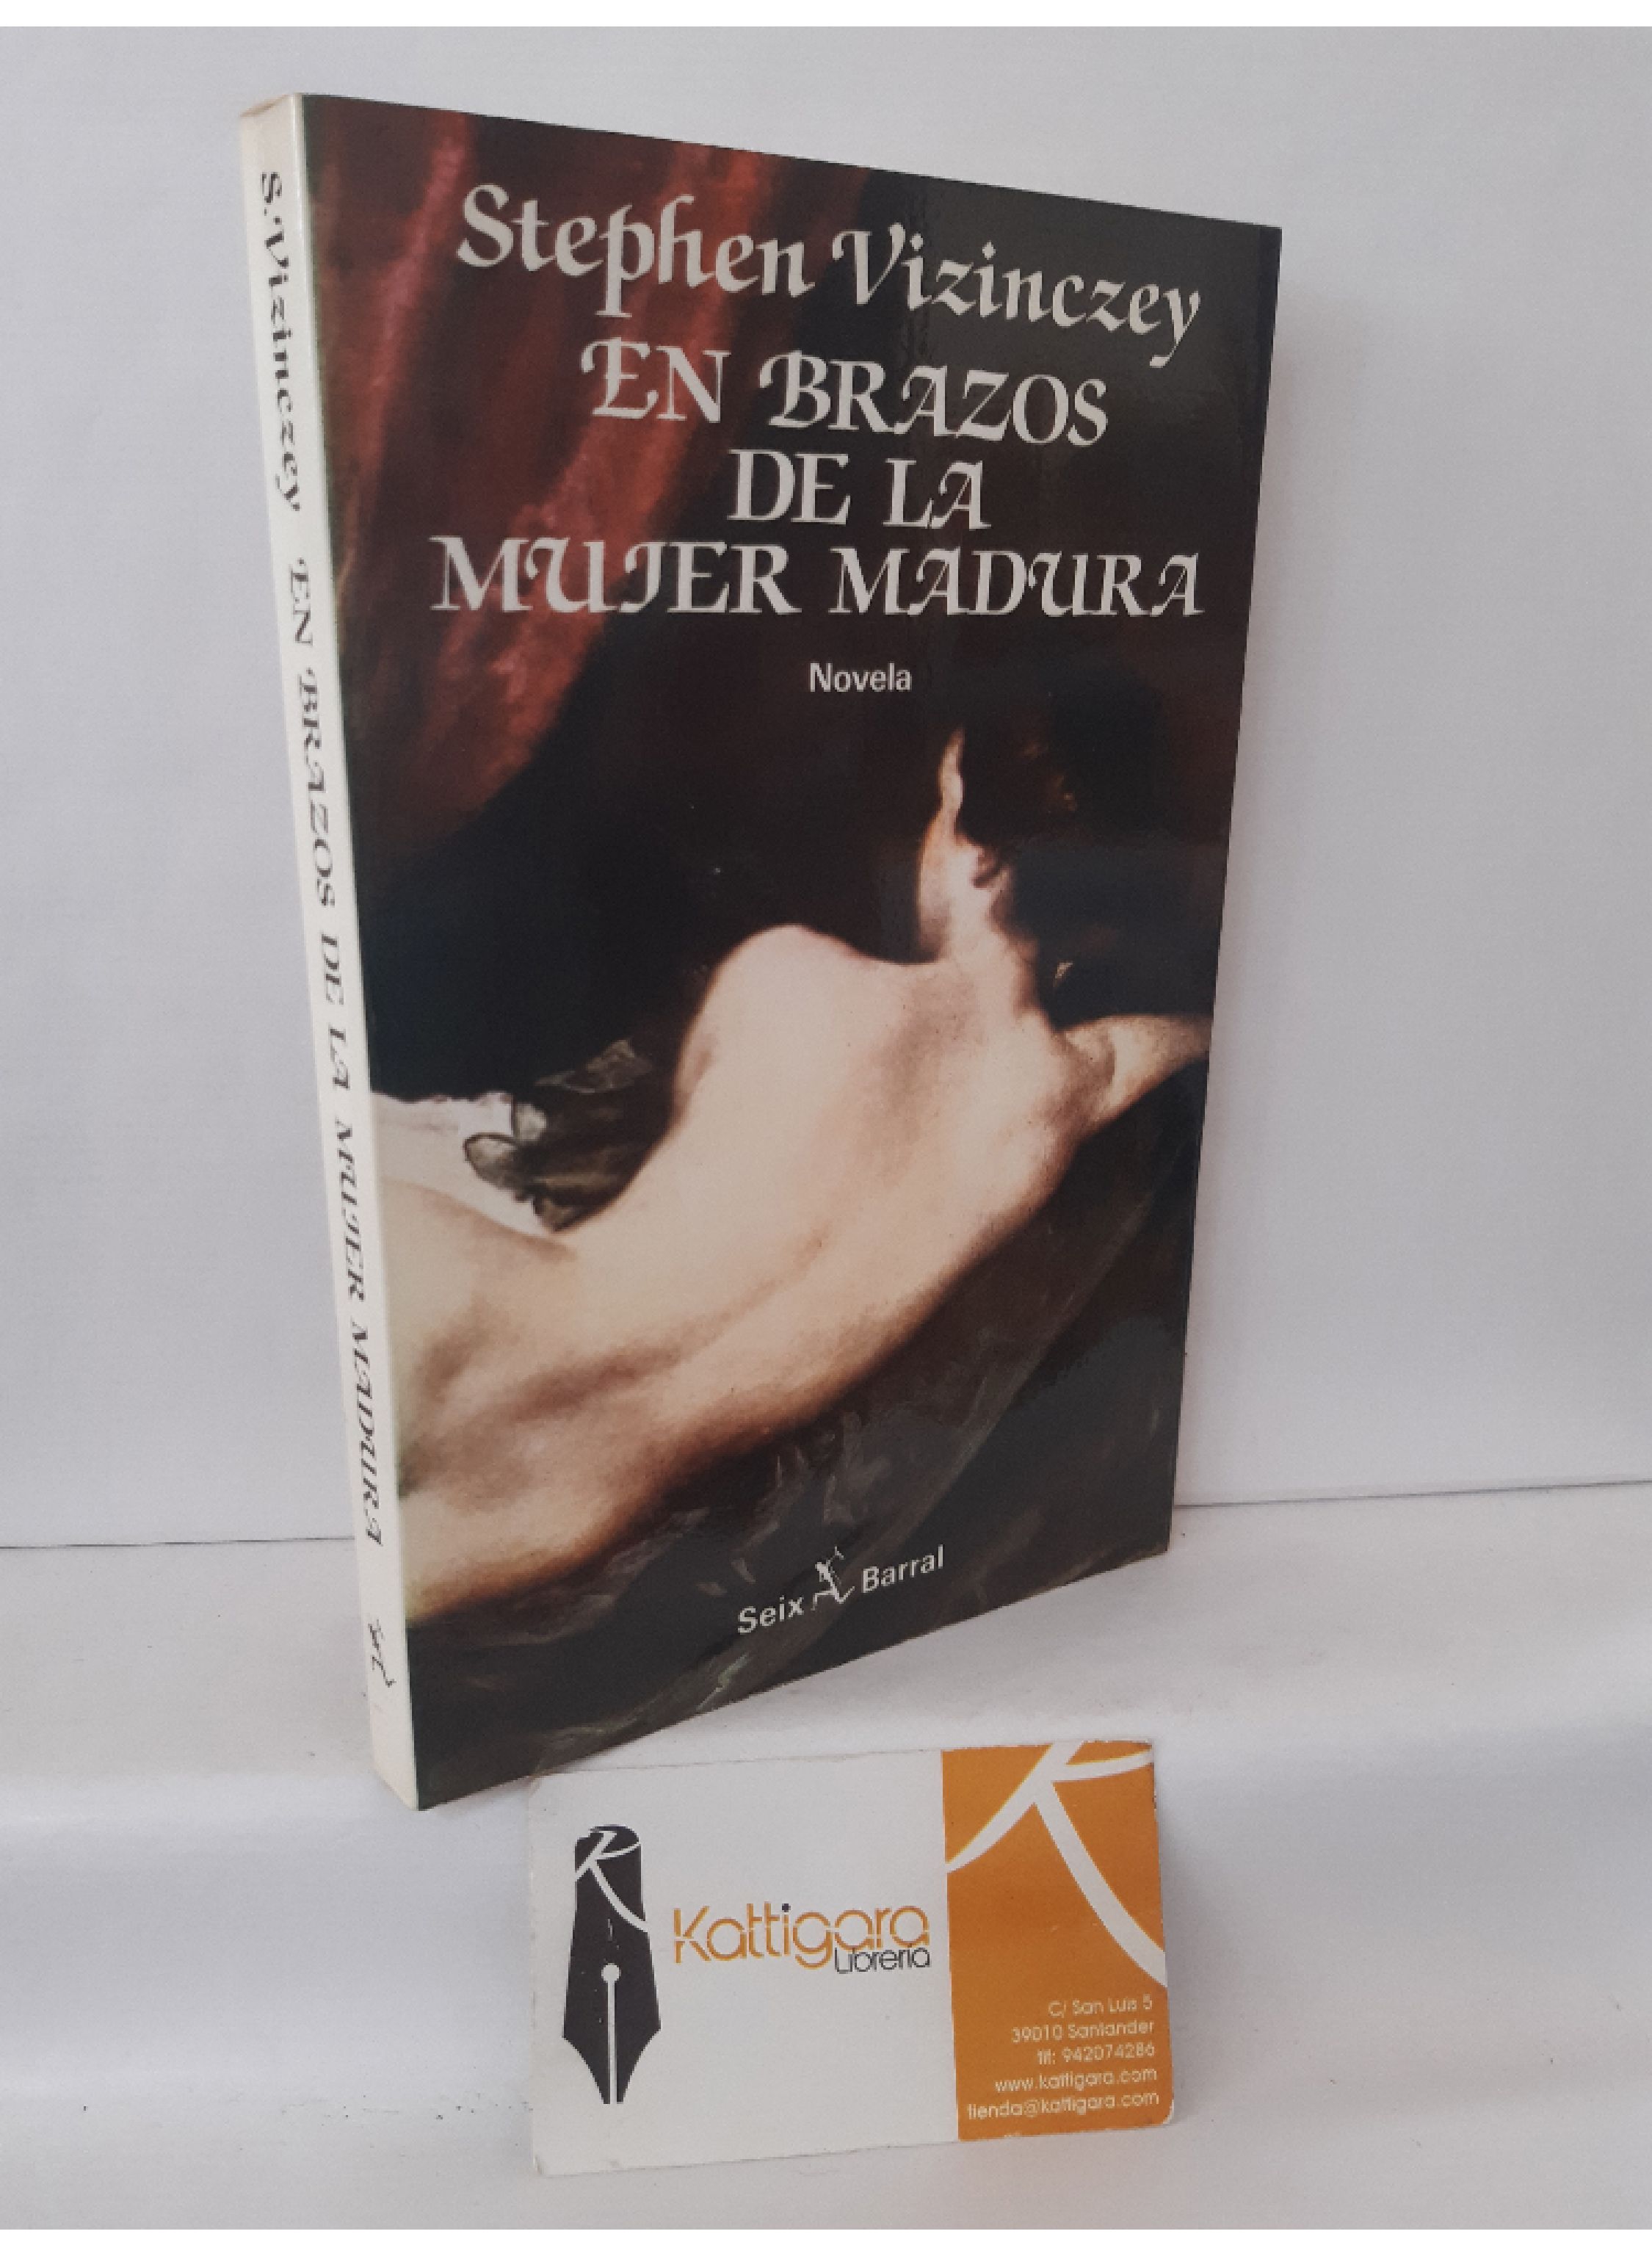 Stephen Vizinczey
EN BRAZOS
DE LA
MUJER MADURA
Novela
Seix Barral
S. Vizinczey EN BRAZOS DE LA MUJER MADURA
Kattigara
Librería
C/ San Luis 5
39010 Santander
tlf: 942074286
www.kattigara.com
tienda@kattigara.com